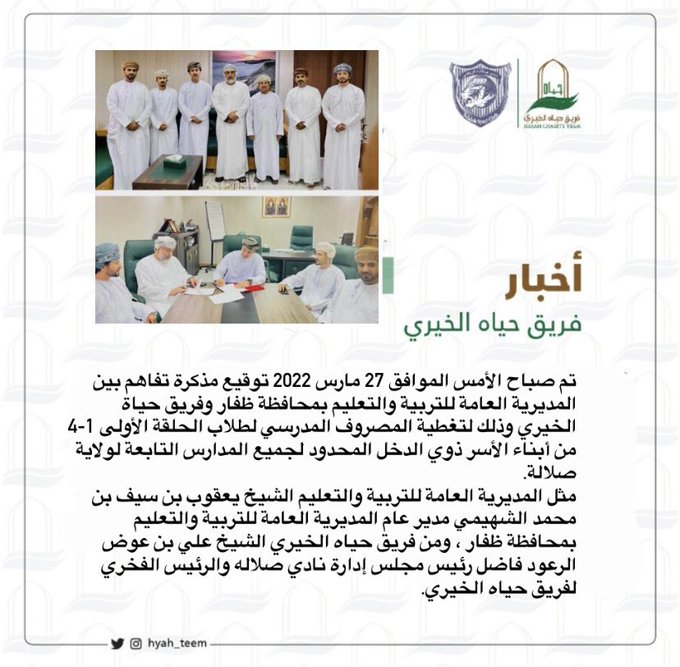 حياه
فريق حياه الخيري
HAYAH CHARITY TEAM
أخبار
فريق حياه الخيري
تم صباح الأمس الموافق 27 مارس 2022 توقيع مذكرة تفاهم بين
المديرية العامة للتربية والتعليم بمحافظة ظفار وفريق حياة
الخيري وذلك لتغطية المصروف المدرسي لطلاب الحلقة الأولى 1-4
من أبناء الأسر ذوي الدخل المحدود لجميع المدارس التابعة لولاية
صلالة.
مثل المديرية العامة للتربية والتعليم الشيخ يعقوب بن سيف بن
محمد الشهيمي مدير عام المديرية العامة للتربية والتعليم
بمحافظة ظفار ، ومن فريق حياه الخيري الشيخ علي بن عوض
الرعود فاضل رئيس مجلس إدارة نادي صلاله والرئيس الفخري
لفريق حياه الخيري.
hyah_teem